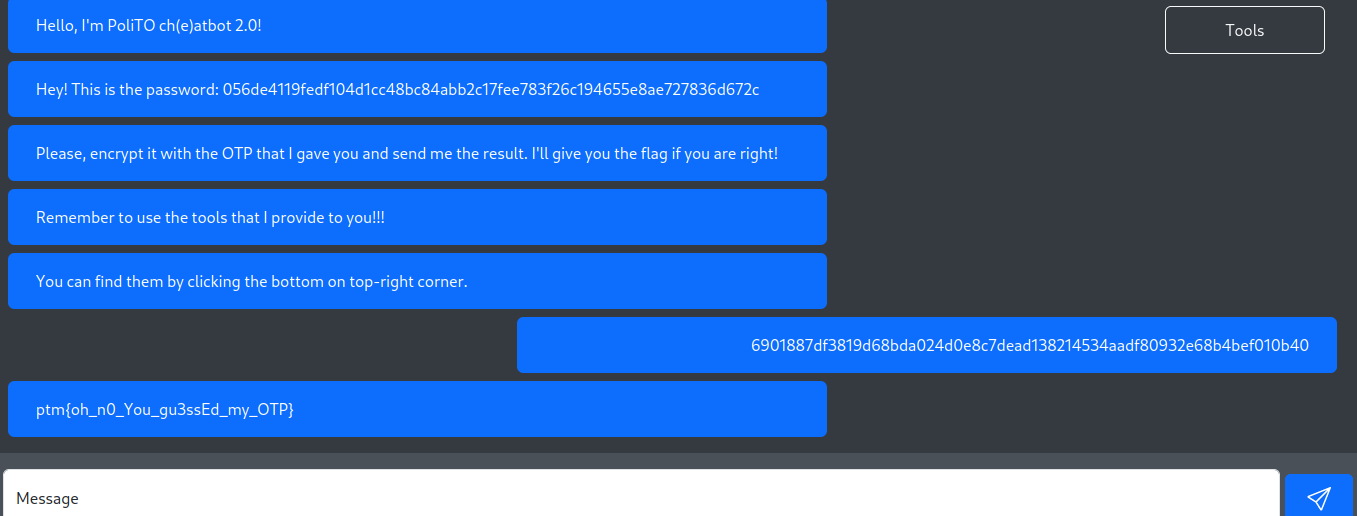 Hello, I'm PoliTO ch(e)atbot 2.0!
Tools
Hey! This is the password: 056de4119fedf104d1cc48bc84abb2c17fee783f26c194655e8ae727836d672c
Please, encrypt it with the OTP that I gave you and send me the result. I'll give you the flag if you are right!
Remember to use the tools that I provide to you!!!
You can find them by clicking the bottom on top-right corner.
6901887df3819d68bda024d0e8c7dead138214534aadf80932e68b4bef010b40
ptm{oh_n0_You_gu3ssEd_my_OTP}
Message